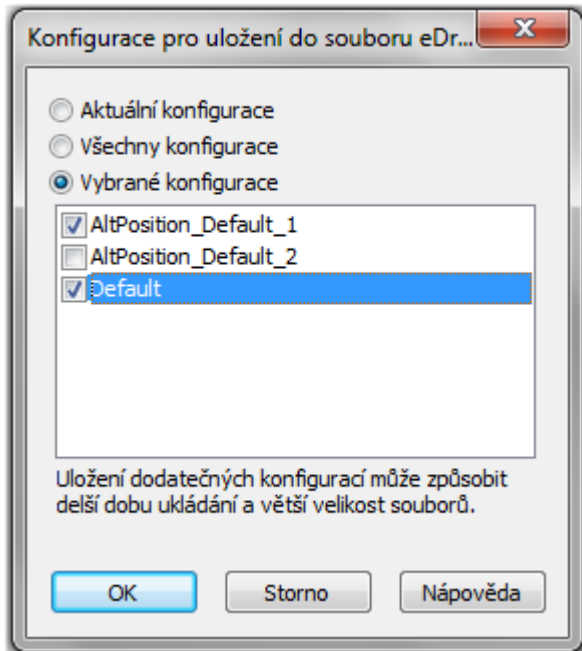 Konfigurace pro uložení do souboru eDr...
Aktuální konfigurace
Všechny konfigurace
Vybrané konfigurace
AltPosition_Default_1
AltPosition_Default_2
Default
Uložení dodatečných konfigurací může způsobit
delší dobu ukládání a větší velikost souborů.
OK Storno Nápověda